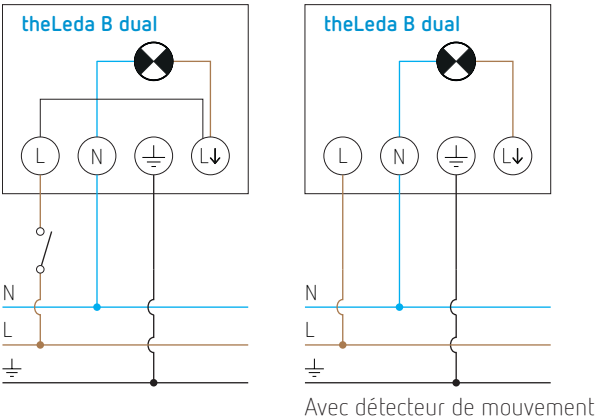 theLeda B dual
L N L↓
N
L
theLeda B dual
L N L↓
N
L
Avec détecteur de mouvement